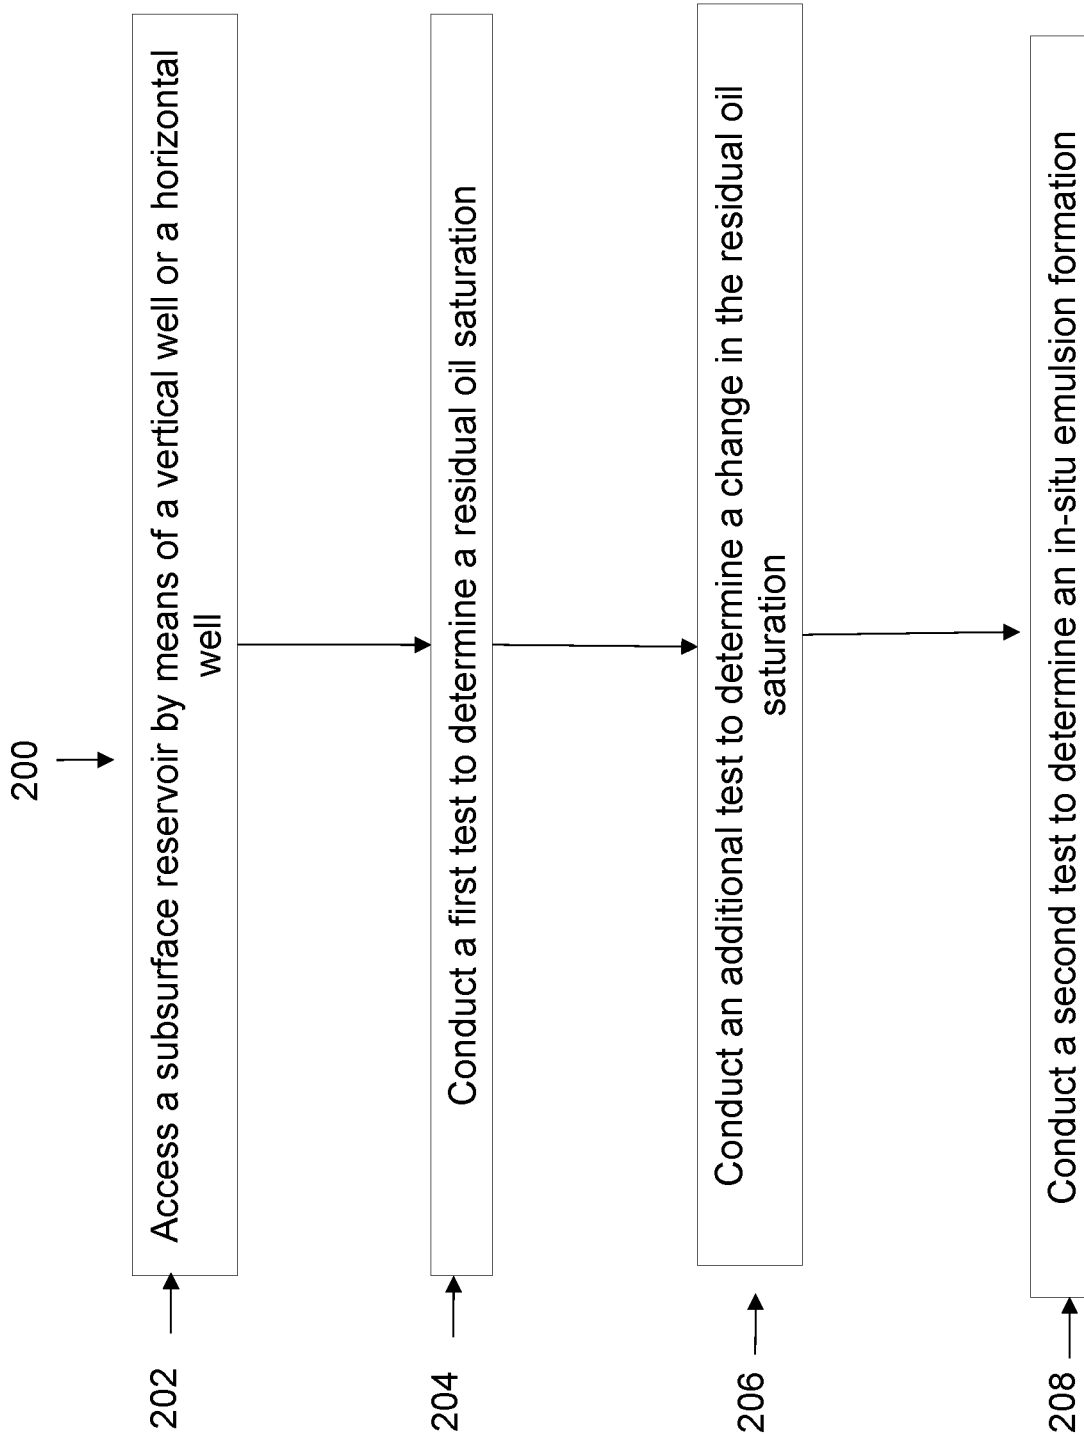 200
202
Access a subsurface reservoir by means of a vertical well or a horizontal
well
204
Conduct a first test to determine a residual oil saturation
206
Conduct an additional test to determine a change in the residual oil
saturation
208
Conduct a second test to determine an in-situ emulsion formation